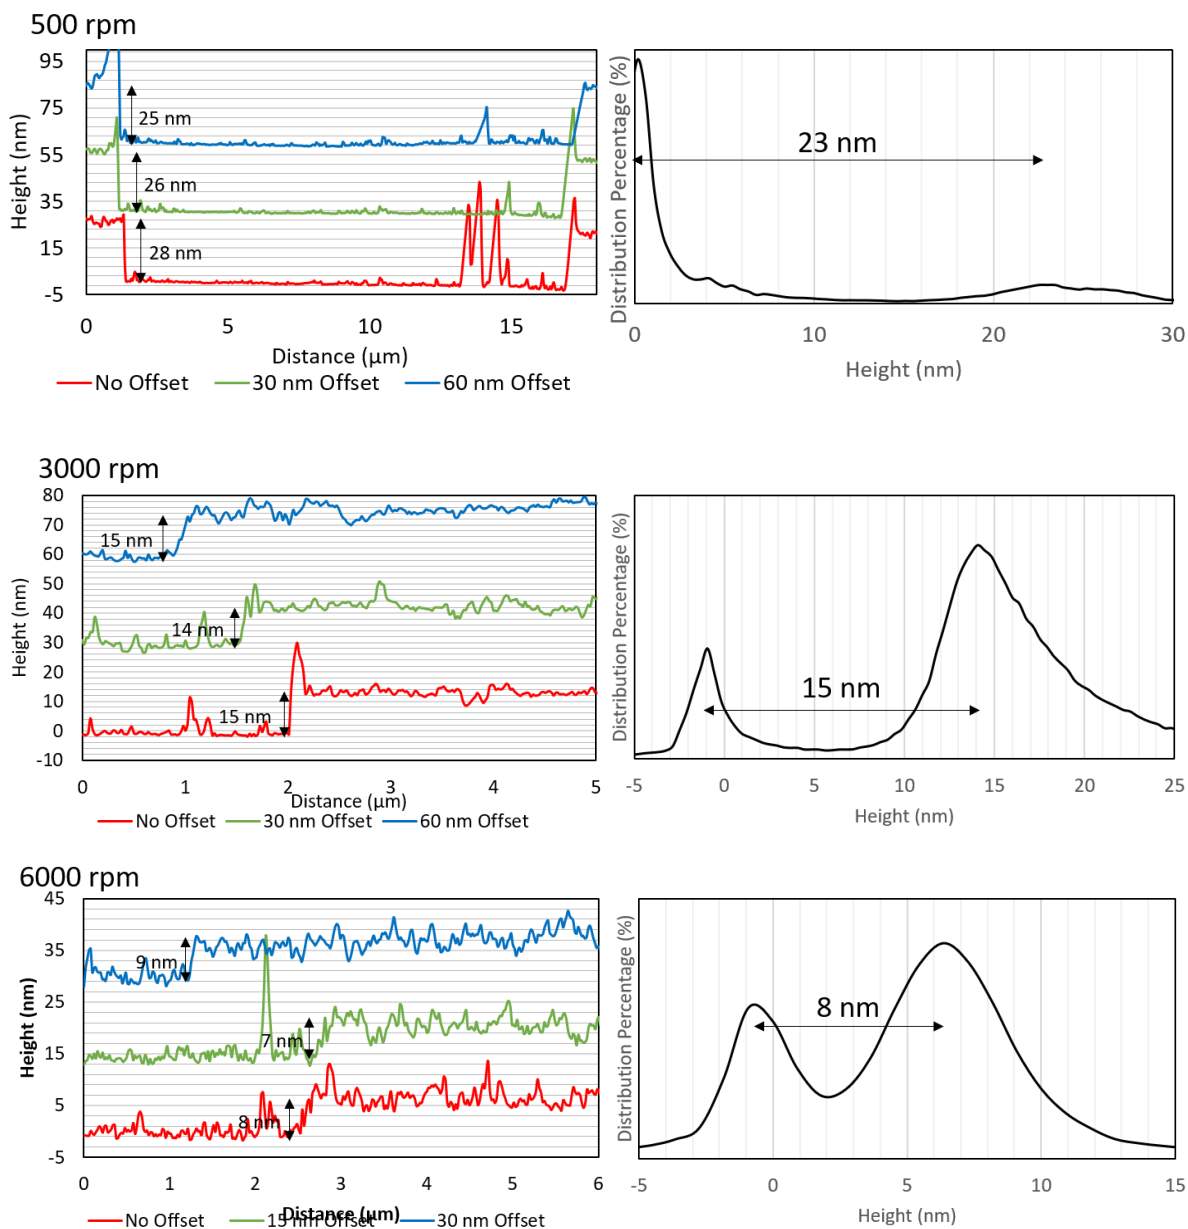 500 rpm
95
75
55
35
15
-5
Height (nm)
25 nm
26 nm
28 nm
0 5 10 15
Distance (µm)
No Offset 30 nm Offset 60 nm Offset
Distribution Percentage (%)
23 nm
0 10 20 30
Height (nm)
3000 rpm
80
70
60
50
40
30
20
10
0
-10
Height (nm)
15 nm
14 nm
15 nm
0 1 2 3 4 5
Distance (µm)
No Offset 30 nm Offset 60 nm Offset
Distribution Percentage (%)
15 nm
-5 0 5 10 15 20 25
Height (nm)
6000 rpm
45
35
25
15
5
-5
Height (nm)
9 nm
7 nm
8 nm
0 1 2 3 4 5 6
Distance (µm)
No Offset 15 nm Offset 30 nm Offset
Distribution Percentage (%)
8 nm
-5 0 5 10 15
Height (nm)